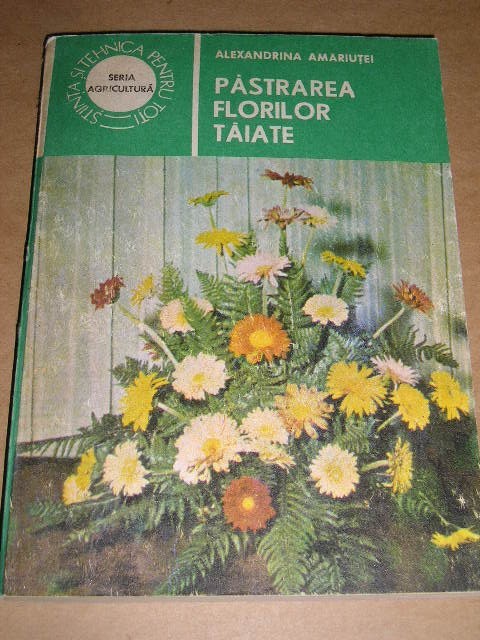 ȘTIINȚA ȘI TEHNICA PENTRU TOȚI
SERIA
AGRICULTURĂ
ALEXANDRINA AMARIUȚEI
PĂSTRAREA
FLORILOR
TĂIATE